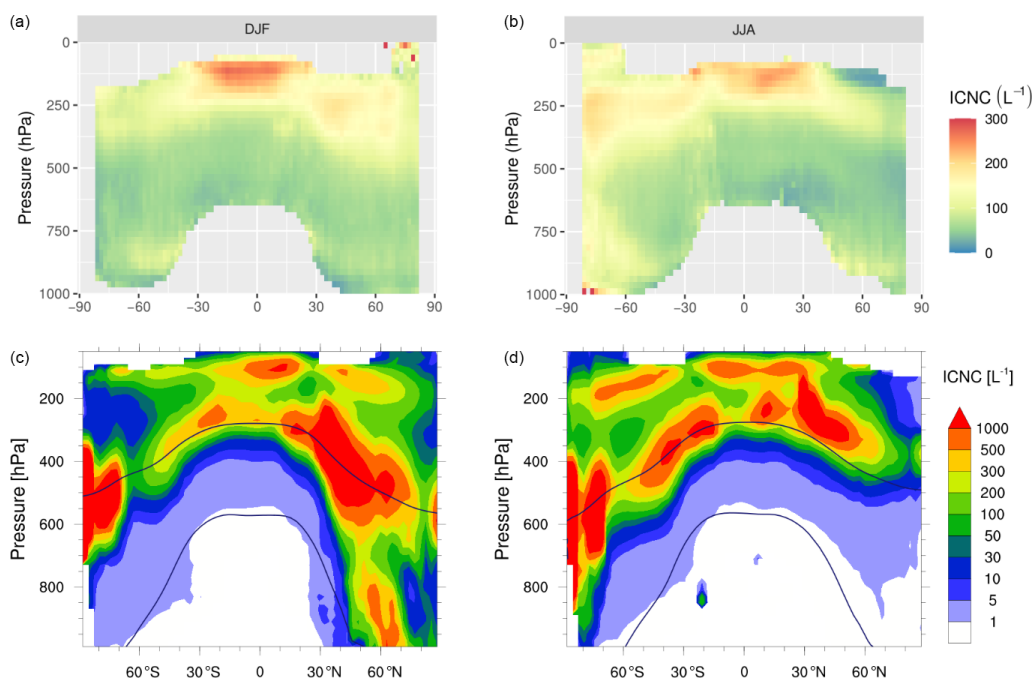 (a)
DJF
Pressure (hPa)
0
250
500
750
1000
−90
−60
−30
0
30
60
90
(b)
JJA
Pressure (hPa)
0
250
500
750
1000
−90
−60
−30
0
30
60
90
ICNC (L⁻¹)
300
200
100
0
(c)
Pressure [hPa]
200
400
600
800
60°S
30°S
0
30°N
60°N
(d)
Pressure [hPa]
200
400
600
800
60°S
30°S
0
30°N
60°N
ICNC [L⁻¹]
1000
500
300
200
100
50
30
10
5
1